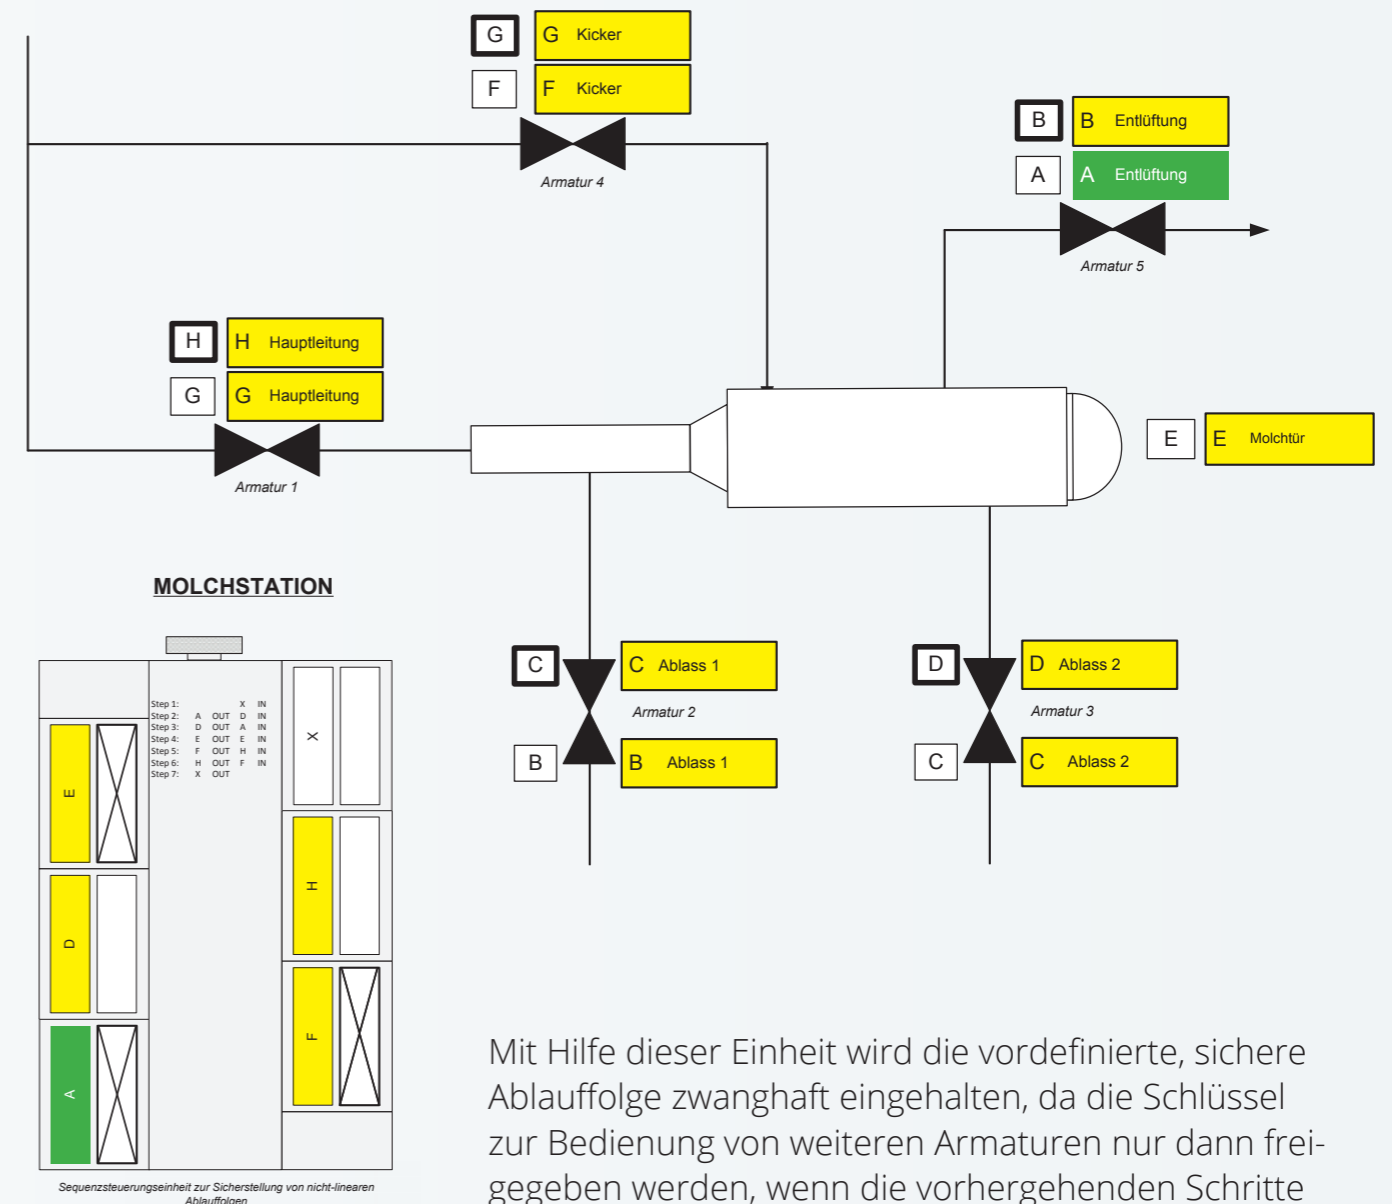 G G Kicker
F F Kicker
Armatur 4
B B Entlüftung
A A Entlüftung
Armatur 5
H H Hauptleitung
G G Hauptleitung
Armatur 1
E E Molchtür
MOLCHSTATION
C C Ablass 1
Armatur 2
B B Ablass 1
D D Ablass 2
Armatur 3
C C Ablass 2
Step 1: X IN
Step 2: A OUT D IN
Step 3: D OUT A IN
Step 4: E OUT E IN
Step 5: F OUT H IN
Step 6: H OUT F IN
Step 7: X OUT
E
D
A
X
H
F
Sequenzsteuerungseinheit zur Sicherstellung von nicht-linearen
Ablauffolgen
Mit Hilfe dieser Einheit wird die vordefinierte, sichere
Ablauffolge zwanghaft eingehalten, da die Schlüssel
zur Bedienung von weiteren Armaturen nur dann frei-
gegeben werden, wenn die vorhergehenden Schritte